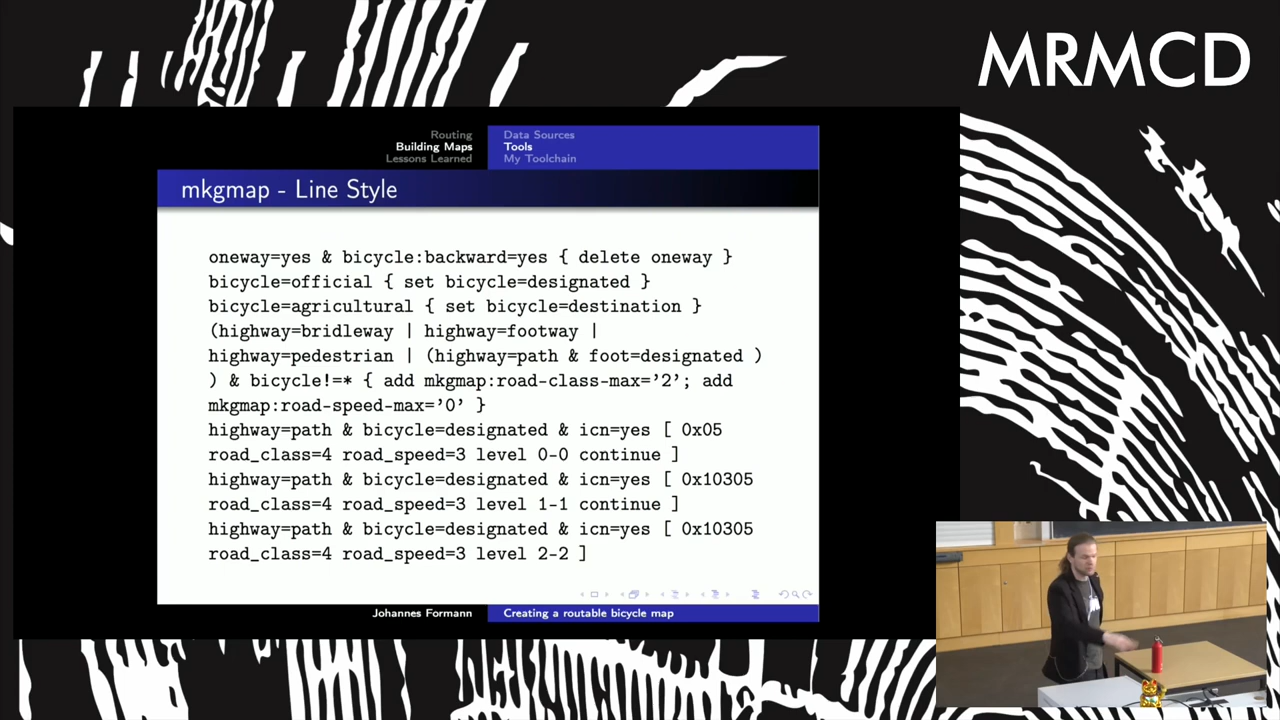 MRMCD
Routing
Building Maps
Lessons Learned
Data Sources
Tools
My Toolchain
mkgmap - Line Style
oneway=yes & bicycle:backward=yes { delete oneway }
bicycle=official { set bicycle=designated }
bicycle=agricultural { set bicycle=destination }
(highway=bridleway | highway=footway |
highway=pedestrian | (highway=path & foot=designated )
) & bicycle!=* { add mkgmap:road-class-max='2'; add
mkgmap:road-speed-max='0' }
highway=path & bicycle=designated & icn=yes [ 0x05
road_class=4 road_speed=3 level 0-0 continue ]
highway=path & bicycle=designated & icn=yes [ 0x10305
road_class=4 road_speed=3 level 1-1 continue ]
highway=path & bicycle=designated & icn=yes [ 0x10305
road_class=4 road_speed=3 level 2-2 ]
Johannes Formann
Creating a routable bicycle map